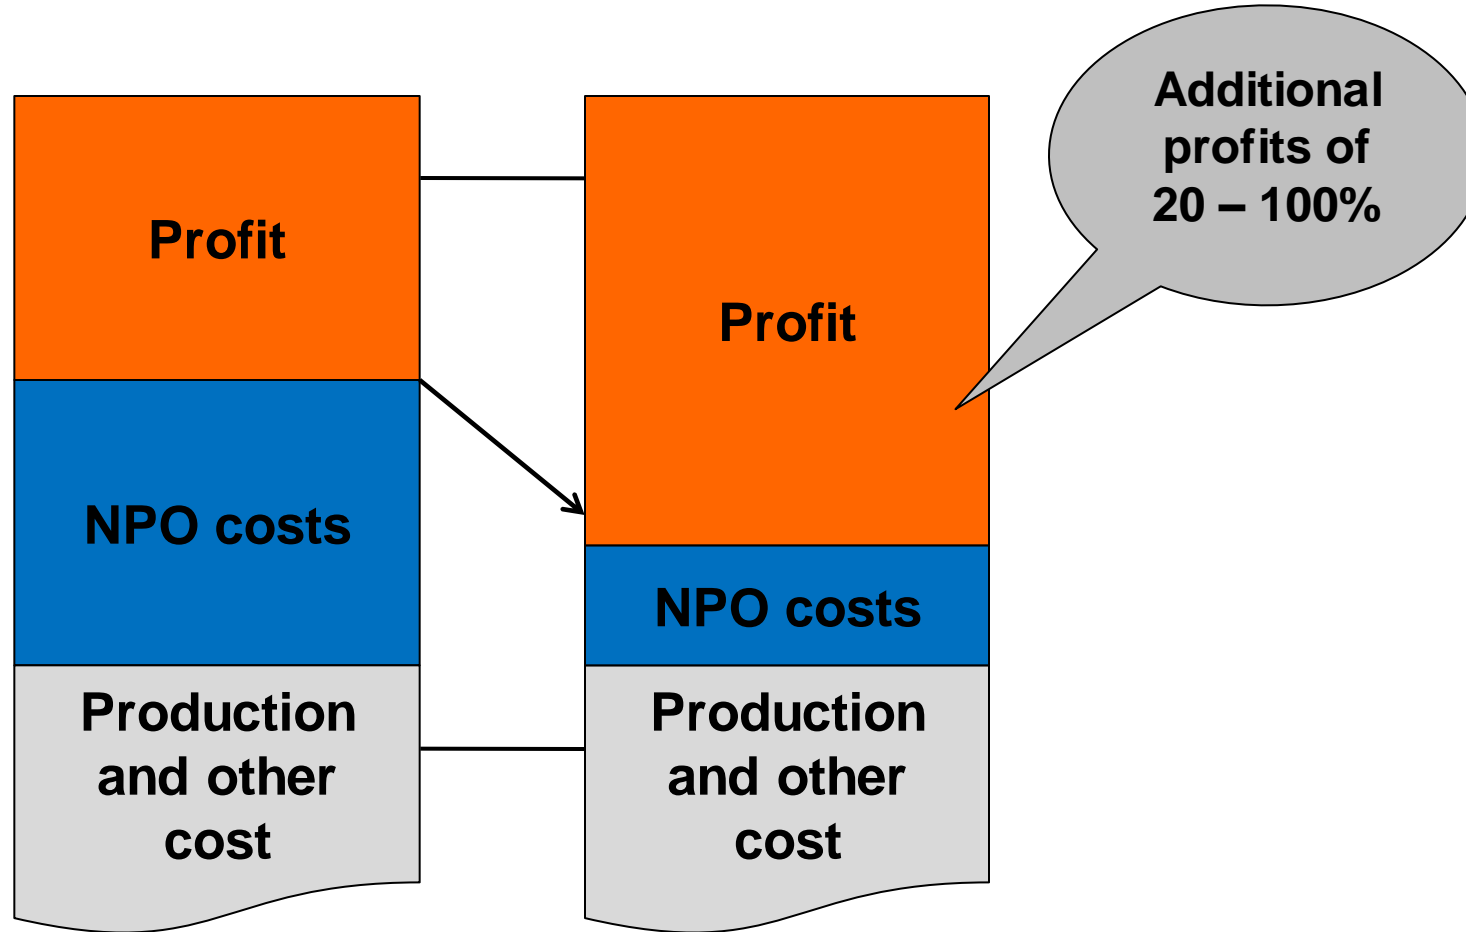 Profit
NPO costs
Production
and other
cost
Profit
NPO costs
Production
and other
cost
Additional
profits of
20 – 100%